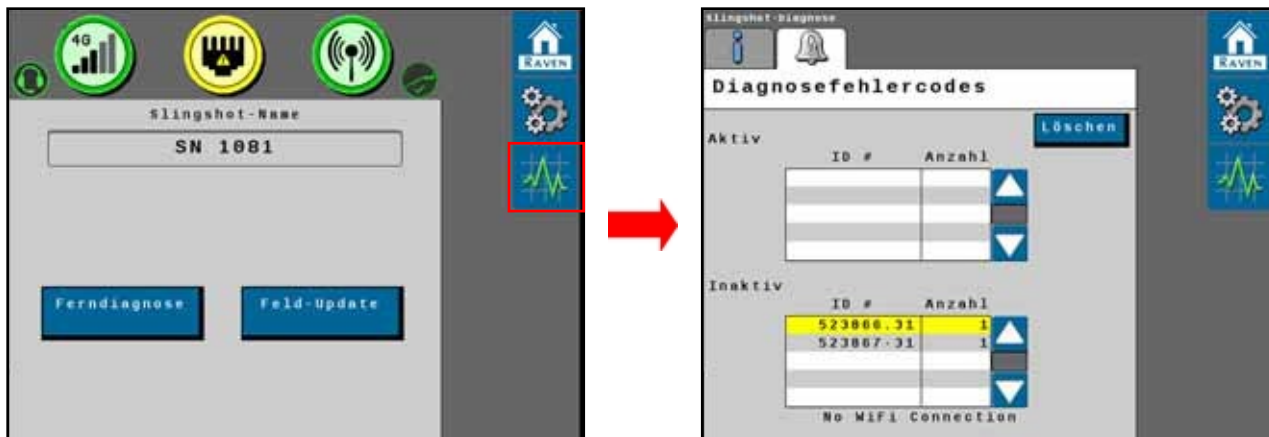 4G
RAVEN
Slingshot-Name
SN 1081
Ferndiagnose
Feld-Update
Slingshot-Diagnose
RAVEN
Diagnosefehlercodes
Löschen
Aktiv
ID # Anzahl
Inaktiv
ID # Anzahl
523866.31 1
523867-31 1
No WiFi Connection